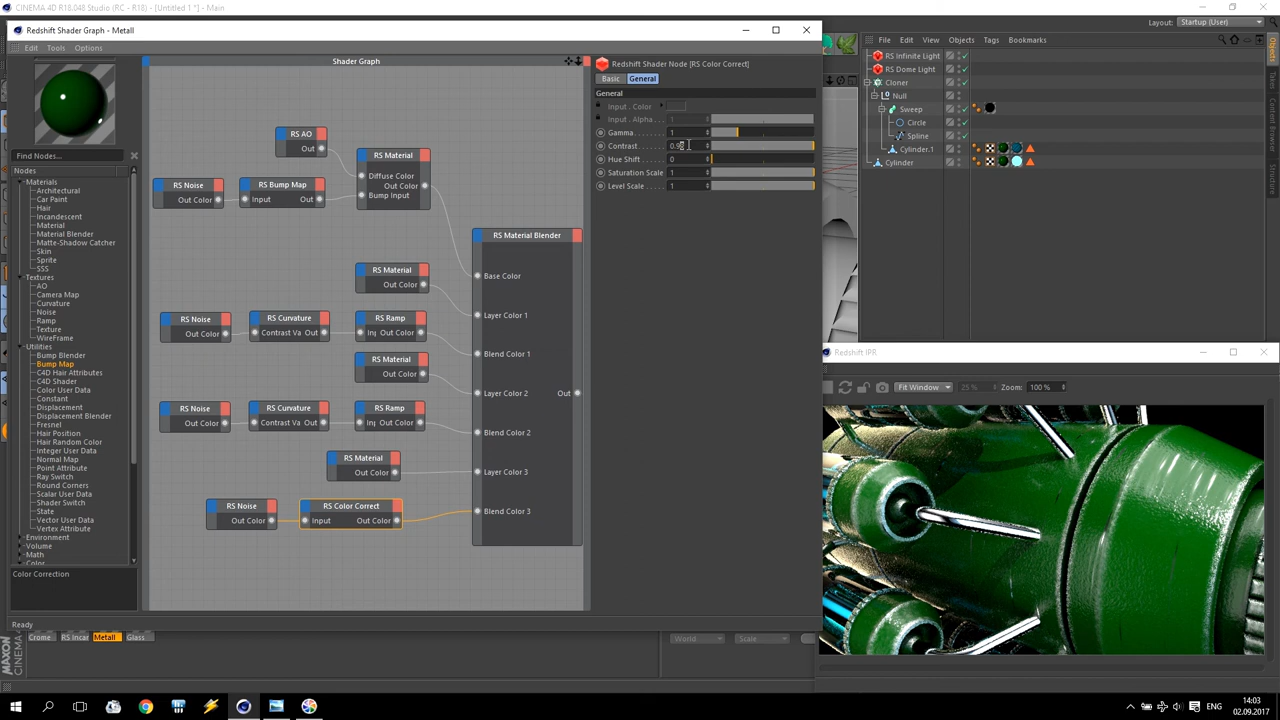 CINEMA 4D R18.048 Studio (RC - R18) - [Untitled 1 *] - Main
Layout: Startup (User)
Redshift Shader Graph - Metall
Edit Tools Options
Find Nodes...
Nodes
Materials
Architectural
Car Paint
Hair
Incandescent
Material
Material Blender
Matte-Shadow Catcher
Skin
Sprite
SSS
Textures
AO
Camera Map
Curvature
Noise
Ramp
Texture
WireFrame
Utilities
Bump Blender
Bump Map
C4D Hair Attributes
C4D Shader
Color User Data
Constant
Displacement
Displacement Blender
Fresnel
Hair Position
Hair Random Color
Integer User Data
Normal Map
Point Attribute
Ray Switch
Round Corners
Scalar User Data
Shader Switch
State
Vector User Data
Vertex Attribute
Environment
Volume
Math
Color
Color Correction
Ready
Shader Graph
RS AO
Out
RS Material
Diffuse Color
Out Color
Bump Input
RS Noise
Out Color
RS Bump Map
Input Out
RS Material Blender
Base Color
Layer Color 1
Blend Color 1
Layer Color 2
Out
Blend Color 2
Layer Color 3
Blend Color 3
RS Material
Out Color
RS Noise
Out Color
RS Curvature
Contrast Va Out
RS Ramp
Inp Out Color
RS Material
Out Color
RS Noise
Out Color
RS Curvature
Contrast Va Out
RS Ramp
Inp Out Color
RS Material
Out Color
RS Noise
Out Color
RS Color Correct
Input Out Color
Redshift Shader Node [RS Color Correct]
Basic General
General
Input . Color
Input . Alpha. 1
Gamma. 1
Contrast.
Hue Shift 0
Saturation Scale 1
Level Scale 1
File Edit View Objects Tags Bookmarks
RS Infinite Light
RS Dome Light
Cloner
Null
Sweep
Circle
Spline
Cylinder.1
Cylinder
Objects
Redshift IPR
Fit Window 25 % Zoom: 100 %
Crome RS Incar Metall Glass
World Scale
MAXON
CINEMA
ENG
14:03
02.09.2017